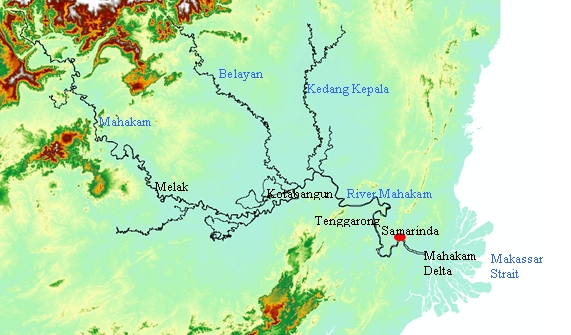 Belayan
Kedang Kepala
Mahakam
Melak
Kotabangun
River Mahakam
Tenggarong
Samarinda
Mahakam
Delta
Makassar
Strait